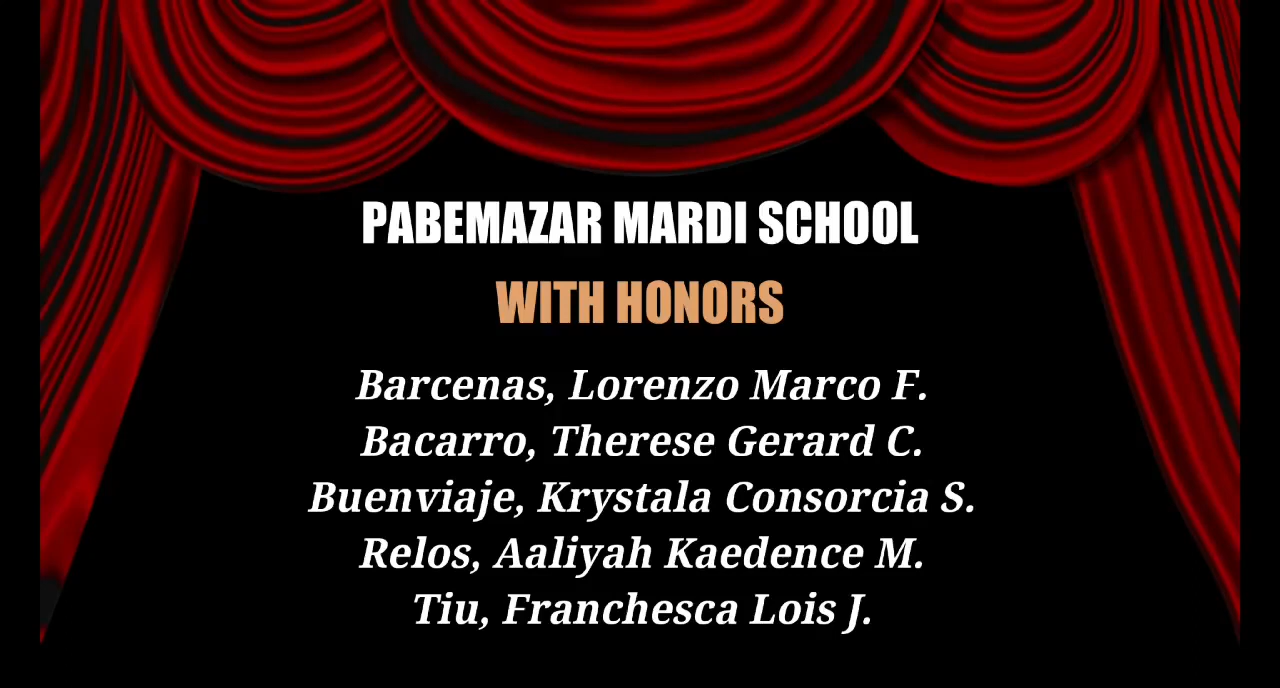 PABEMAZAR MARDI SCHOOL
WITH HONORS
Barcenas, Lorenzo Marco F.
Bacarro, Therese Gerard C.
Buenviaje, Krystala Consorcia S.
Relos, Aaliyah Kaedence M.
Tiu, Franchesca Lois J.